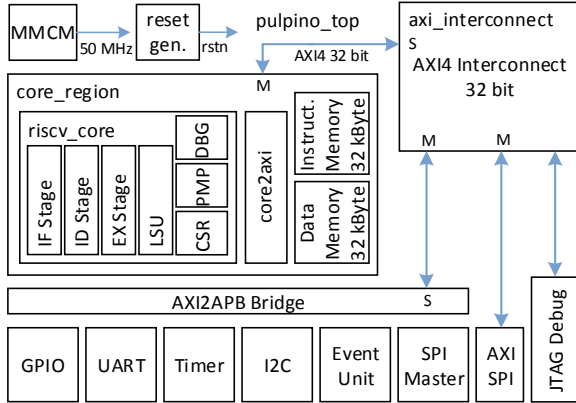 MMCM
50 MHz
reset
gen.
rstn
pulpino_top
AXI4 32 bit
axi_interconnect
S
AXI4 Interconnect
32 bit
M
M
core_region
M
riscv_core
IF Stage
ID Stage
EX Stage
LSU
DBG
PMP
CSR
core2axi
Instruct.
Memory
32 kByte
Data
Memory
32 kByte
AXI2APB Bridge
S
GPIO
UART
Timer
I2C
Event
Unit
SPI
Master
AXI
SPI
JTAG Debug